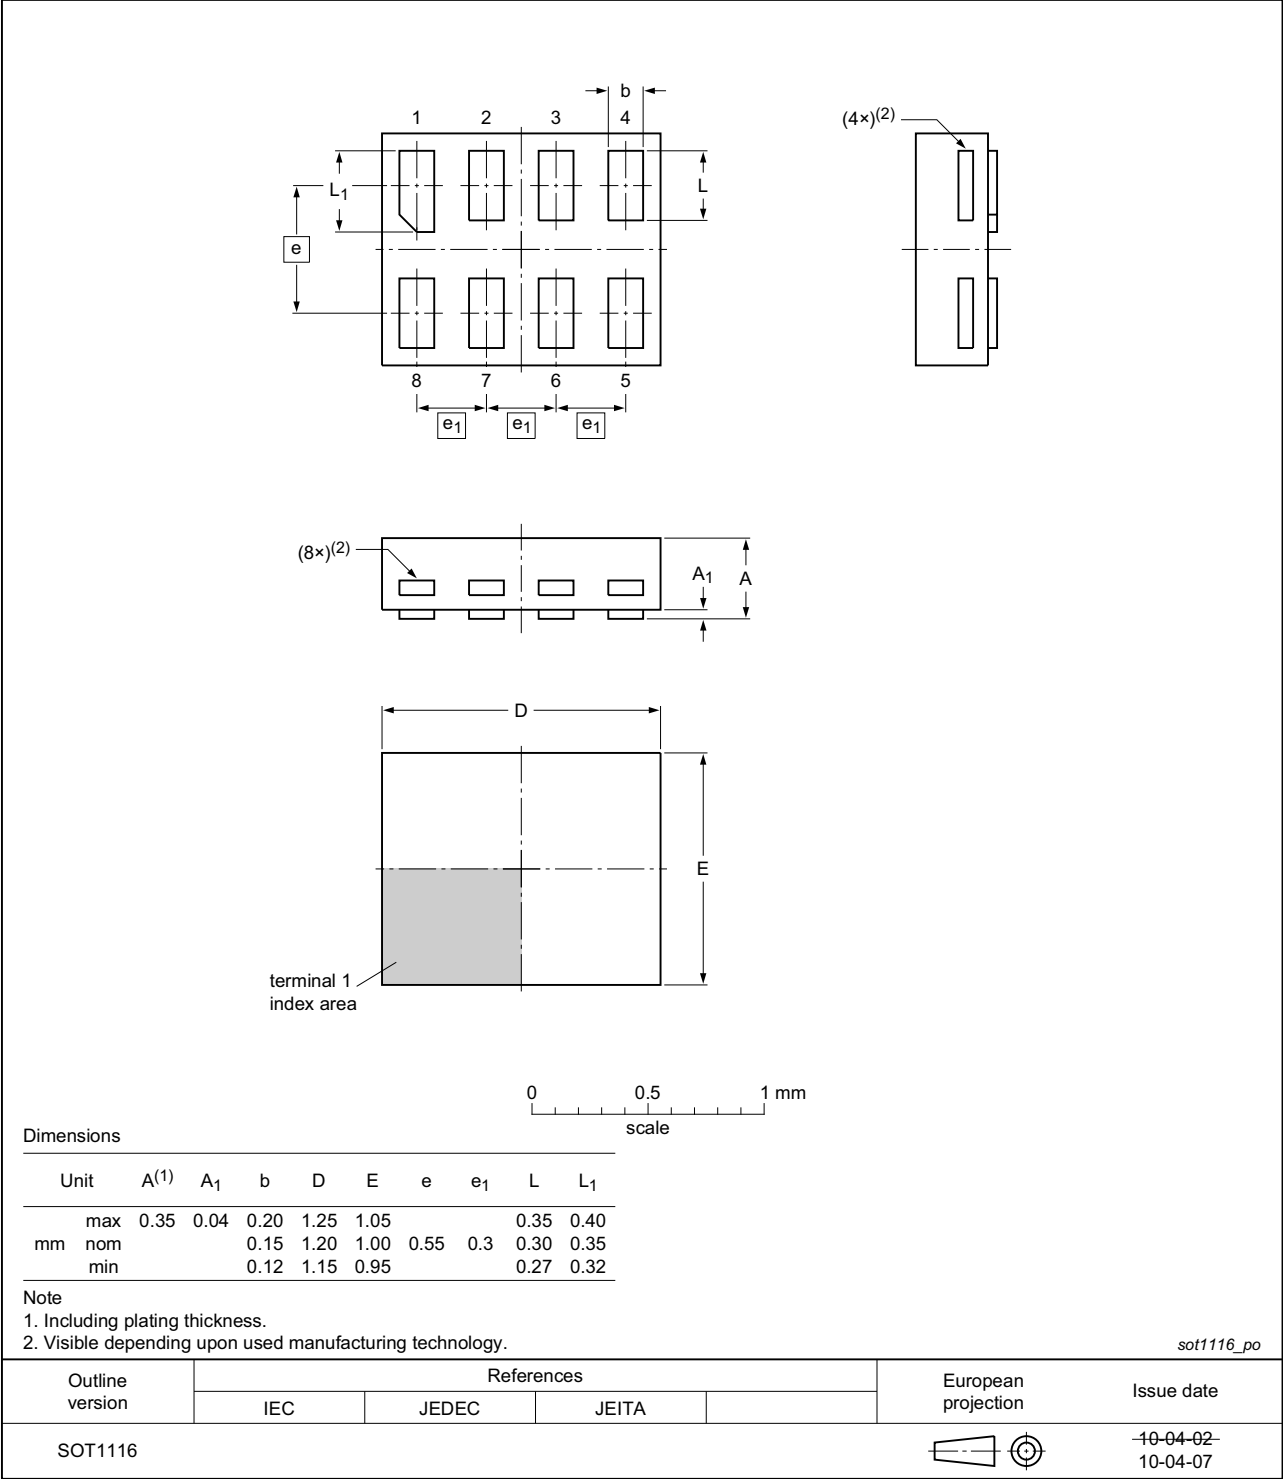 b
1 2 3 4
(4×)(2)
L1
L
e
8 7 6 5
e1 e1 e1
(8×)(2)
A1 A
D
E
terminal 1
index area
0 0.5 1 mm
scale
Dimensions
Unit A(1) A1 b D E e e1 L L1
max 0.35 0.04 0.20 1.25 1.05 0.35 0.40
mm nom 0.15 1.20 1.00 0.55 0.3 0.30 0.35
min 0.12 1.15 0.95 0.27 0.32
Note
1. Including plating thickness.
2. Visible depending upon used manufacturing technology.
sot1116_po
Outline
version
References
IEC JEDEC JEITA
European
projection
Issue date
SOT1116
10-04-02
10-04-07